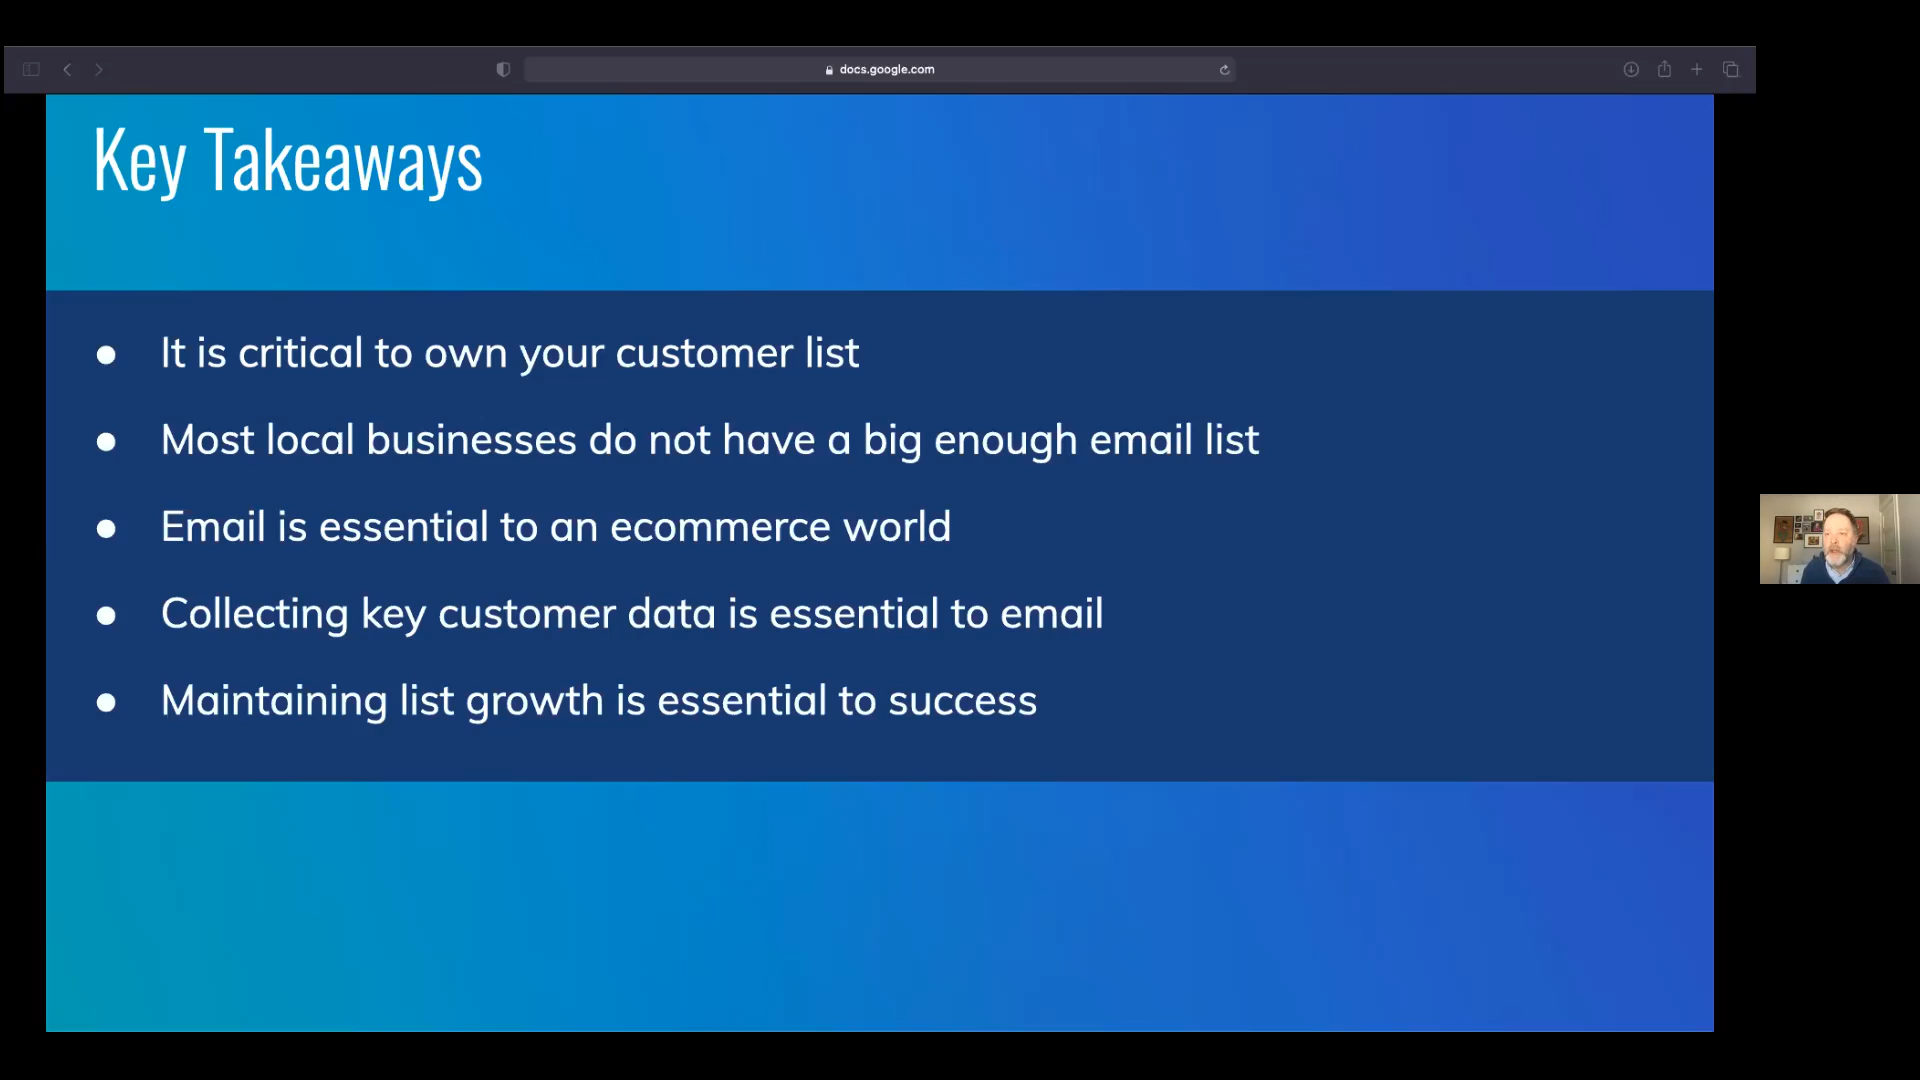 docs.google.com
Key Takeaways
● It is critical to own your customer list
● Most local businesses do not have a big enough email list
● Email is essential to an ecommerce world
● Collecting key customer data is essential to email
● Maintaining list growth is essential to success